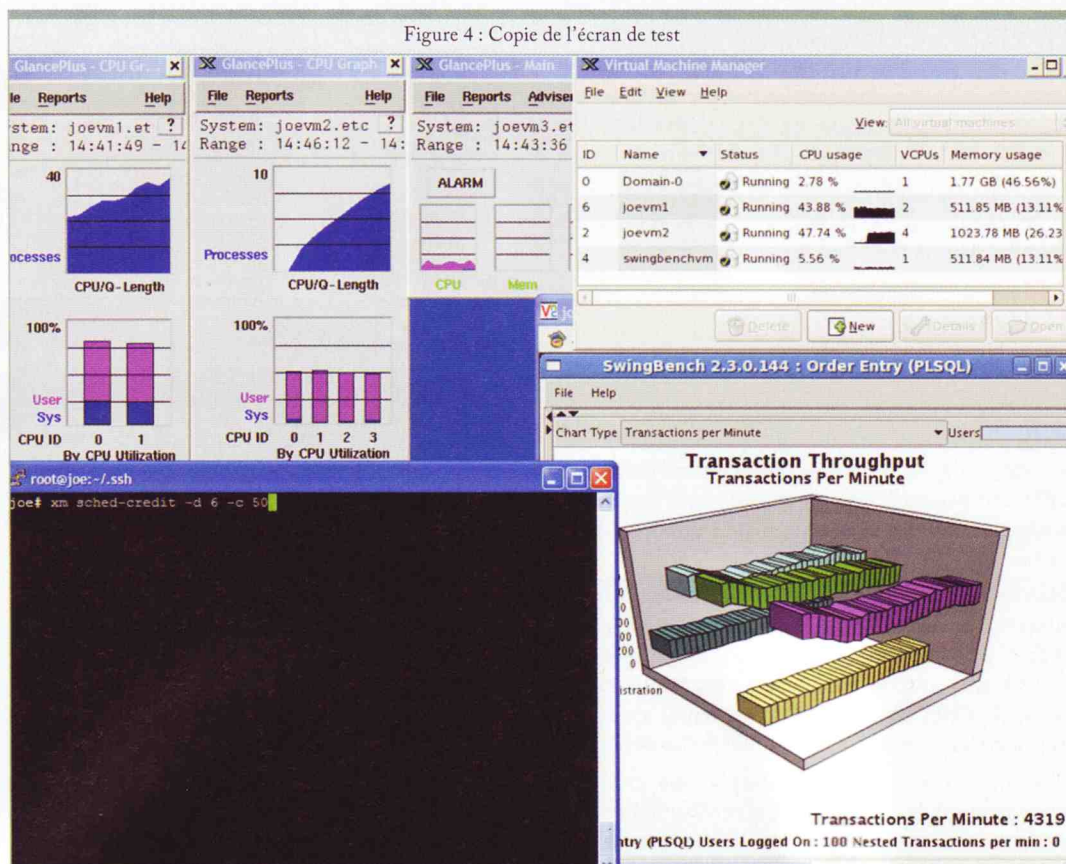 Figure 4 : Copie de l'écran de test
GlancePlus - CPU Gr...
le Reports Help
stem: joevm1.et ?
nge : 14:41:49 - 14
40
ocesses
CPU/Q-Length
100%
User
Sys
CPU ID 0 1
By CPU Utilization
GlancePlus - CPU Graph
File Reports Help
System: joevm2.etc ?
Range : 14:46:12 - 14:
10
Processes
CPU/Q-Length
100%
User
Sys
CPU ID 0 1 2 3
By CPU Utilization
GlancePlus - Main
File Reports Adviser
System: joevm3.et
Range : 14:43:36
ALARM
CPU Mem
Virtual Machine Manager
File Edit View Help
View: All virtual machines
ID Name Status CPU usage VCPUs Memory usage
0 Domain-0 Running 2.78 % 1 1.77 GB (46.56%)
6 joevm1 Running 43.88 % 2 511.85 MB (13.11%
2 joevm2 Running 47.74 % 4 1023.78 MB (26.23
4 swingbenchvm Running 5.56 % 1 511.84 MB (13.11%
Delete New Details Open
V2 jo
SwingBench 2.3.0.144 : Order Entry (PLSQL)
File Help
Chart Type Transactions per Minute Users
Transaction Throughput
Transactions Per Minute
200
0
istration
Transactions Per Minute : 4319
ntry (PLSQL) Users Logged On : 100 Nested Transactions per min : 0
root@joe:~/.ssh
joe# xm sched-credit -d 6 -c 50